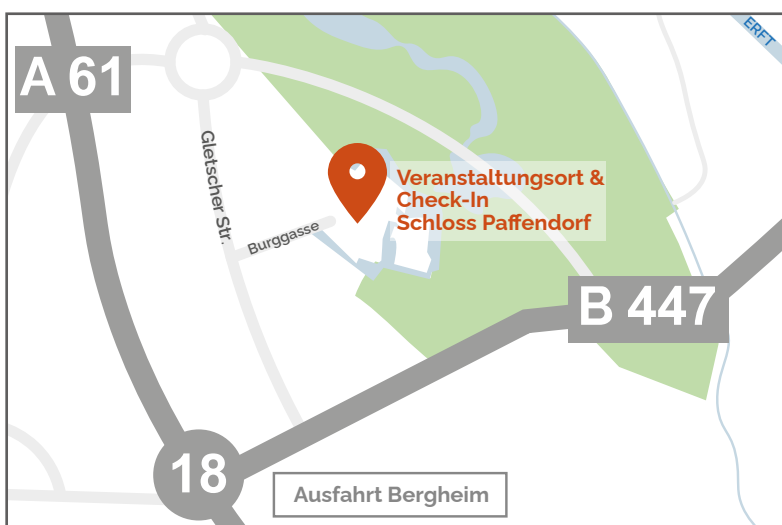 ERFT
A 61
Gletscher Str.
Veranstaltungsort &
Check-In
Schloss Paffendorf
Burggasse
B 447
18
Ausfahrt Bergheim